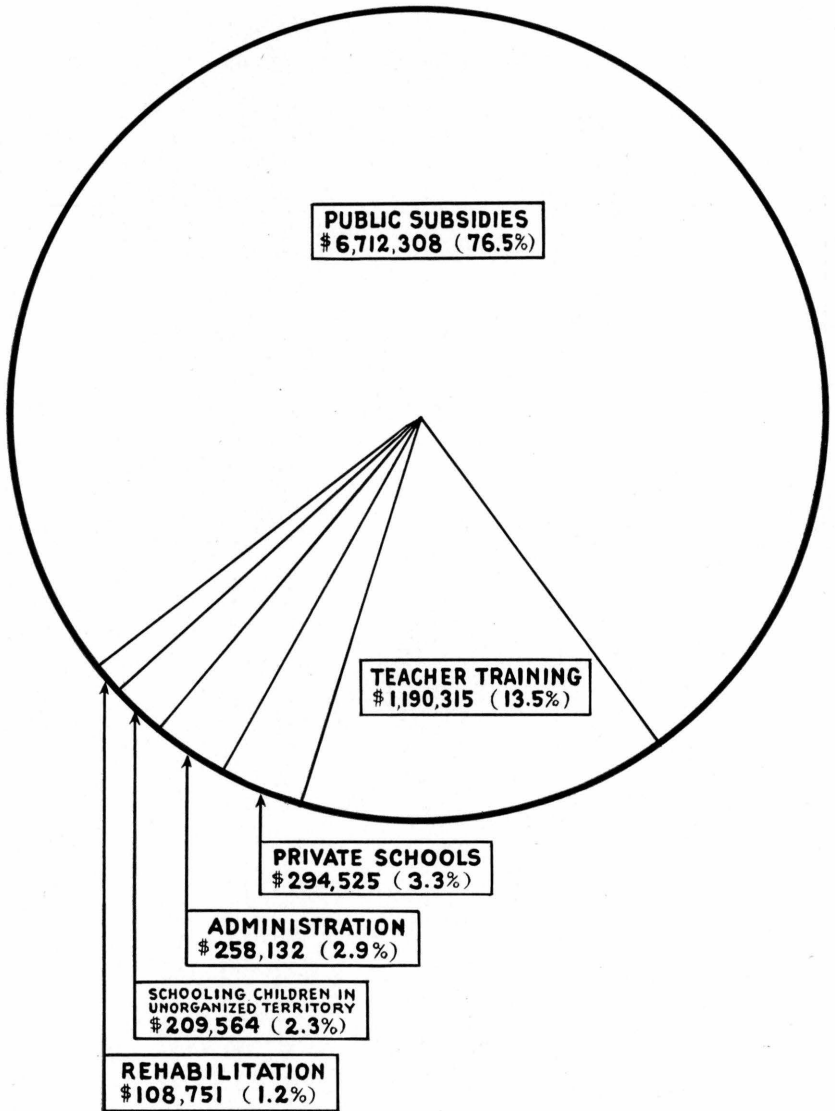 PUBLIC SUBSIDIES
$6,712,308 (76.5%)
TEACHER TRAINING
$1,190,315 (13.5%)
PRIVATE SCHOOLS
$294,525 (3.3%)
ADMINISTRATION
$258,132 (2.9%)
SCHOOLING CHILDREN IN
UNORGANIZED TERRITORY
$209,564 (2.3%)
REHABILITATION
$108,751 (1.2%)